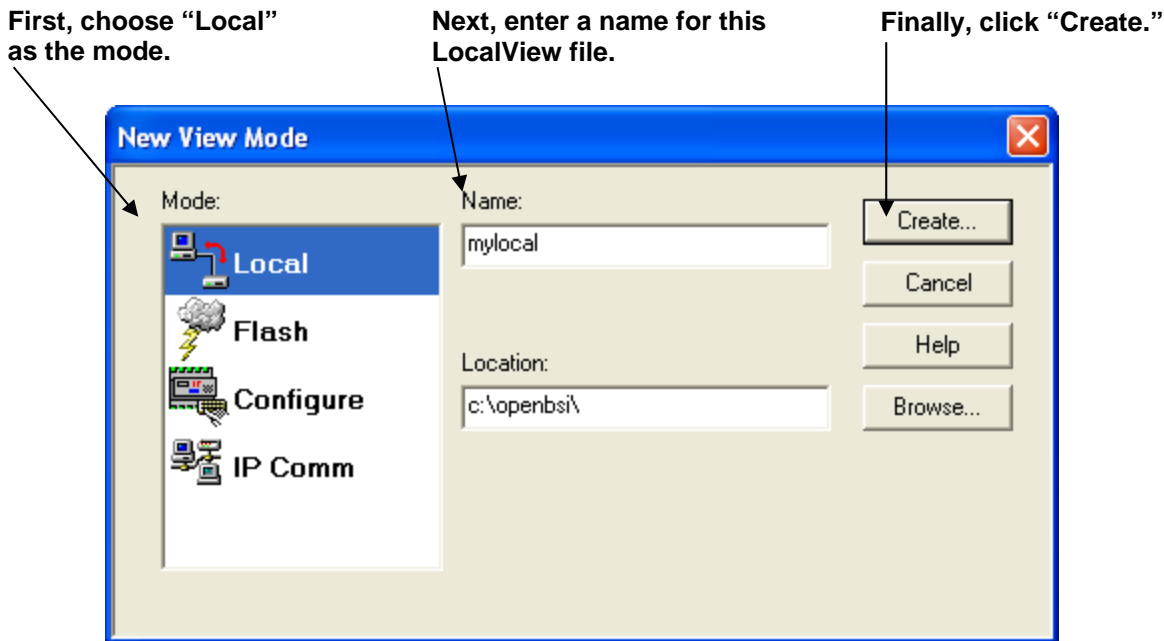 First, choose “Local”
as the mode.
Next, enter a name for this
LocalView file.
Finally, click “Create.”
New View Mode
Mode:
Local
Flash
Configure
IP Comm
Name:
mylocal
Location:
c:\openbsi\
Create...
Cancel
Help
Browse...